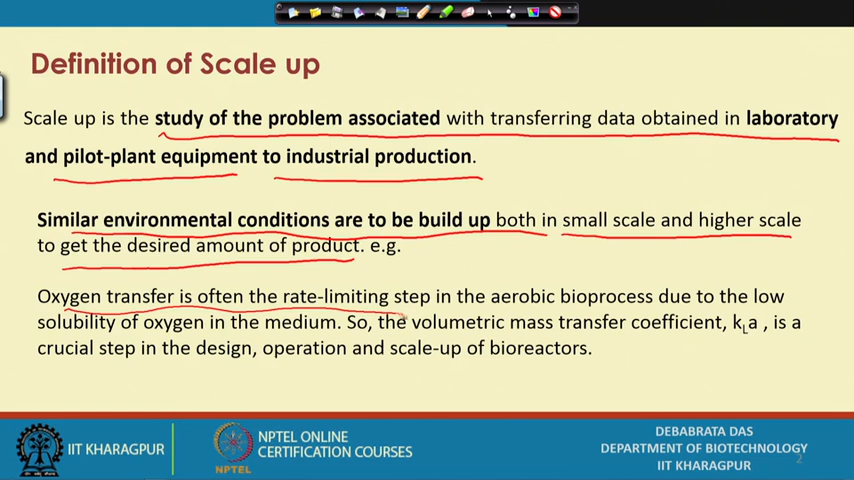 Definition of Scale up
Scale up is the study of the problem associated with transferring data obtained in laboratory
and pilot-plant equipment to industrial production.
Similar environmental conditions are to be build up both in small scale and higher scale
to get the desired amount of product. e.g.
Oxygen transfer is often the rate-limiting step in the aerobic bioprocess due to the low
solubility of oxygen in the medium. So, the volumetric mass transfer coefficient, kLa , is a
crucial step in the design, operation and scale-up of bioreactors.
IIT KHARAGPUR
NPTEL
NPTEL ONLINE
CERTIFICATION COURSES
DEBABRATA DAS
DEPARTMENT OF BIOTECHNOLOGY
IIT KHARAGPUR
2